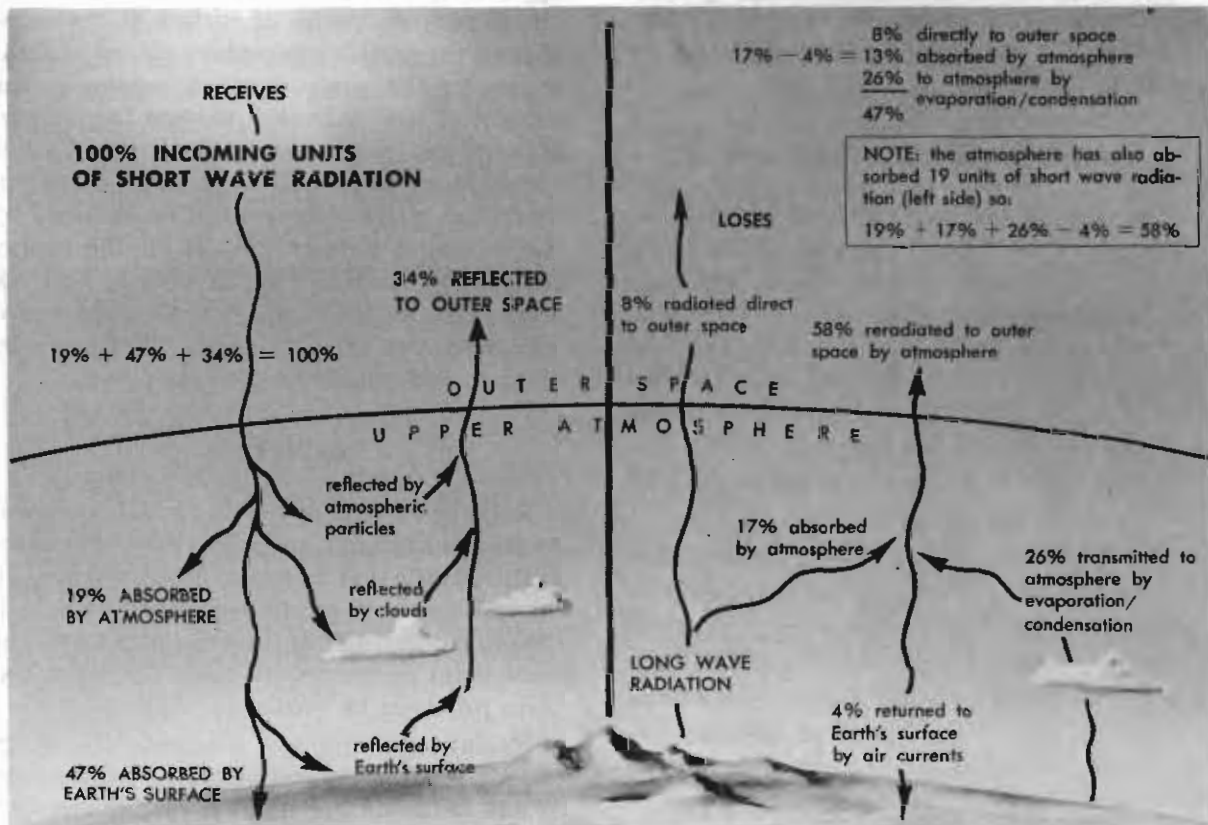 RECEIVES
100% INCOMING UNITS
OF SHORT WAVE RADIATION
34% REFLECTED
TO OUTER SPACE
19% + 47% + 34% = 100%
reflected by
atmospheric
particles
19% ABSORBED
BY ATMOSPHERE
reflected
by clouds
reflected by
Earth's surface
47% ABSORBED BY
EARTH'S SURFACE
OUTER SPACE
UPPER ATMOSPHERE
8% directly to outer space
17% − 4% = 13% absorbed by atmosphere
26% to atmosphere by
evaporation/condensation
47%
NOTE: the atmosphere has also ab-
sorbed 19 units of short wave radia-
tion (left side) so:
19% + 17% + 26% − 4% = 58%
LOSES
8% radiated direct
to outer space
58% reradiated to outer
space by atmosphere
17% absorbed
by atmosphere
26% transmitted to
atmosphere by
evaporation/
condensation
LONG WAVE
RADIATION
4% returned to
Earth's surface
by air currents